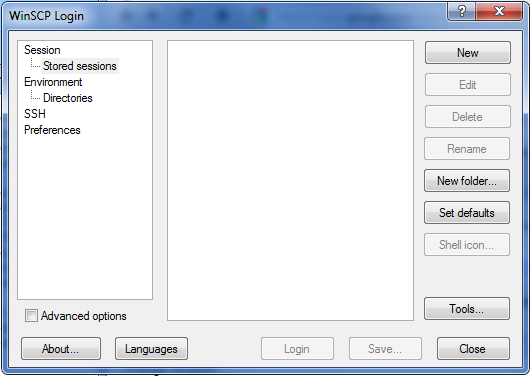 WinSCP Login
Session
Stored sessions
Environment
Directories
SSH
Preferences
Advanced options
New
Edit
Delete
Rename
New folder...
Set defaults
Shell icon...
Tools...
About...
Languages
Login
Save...
Close